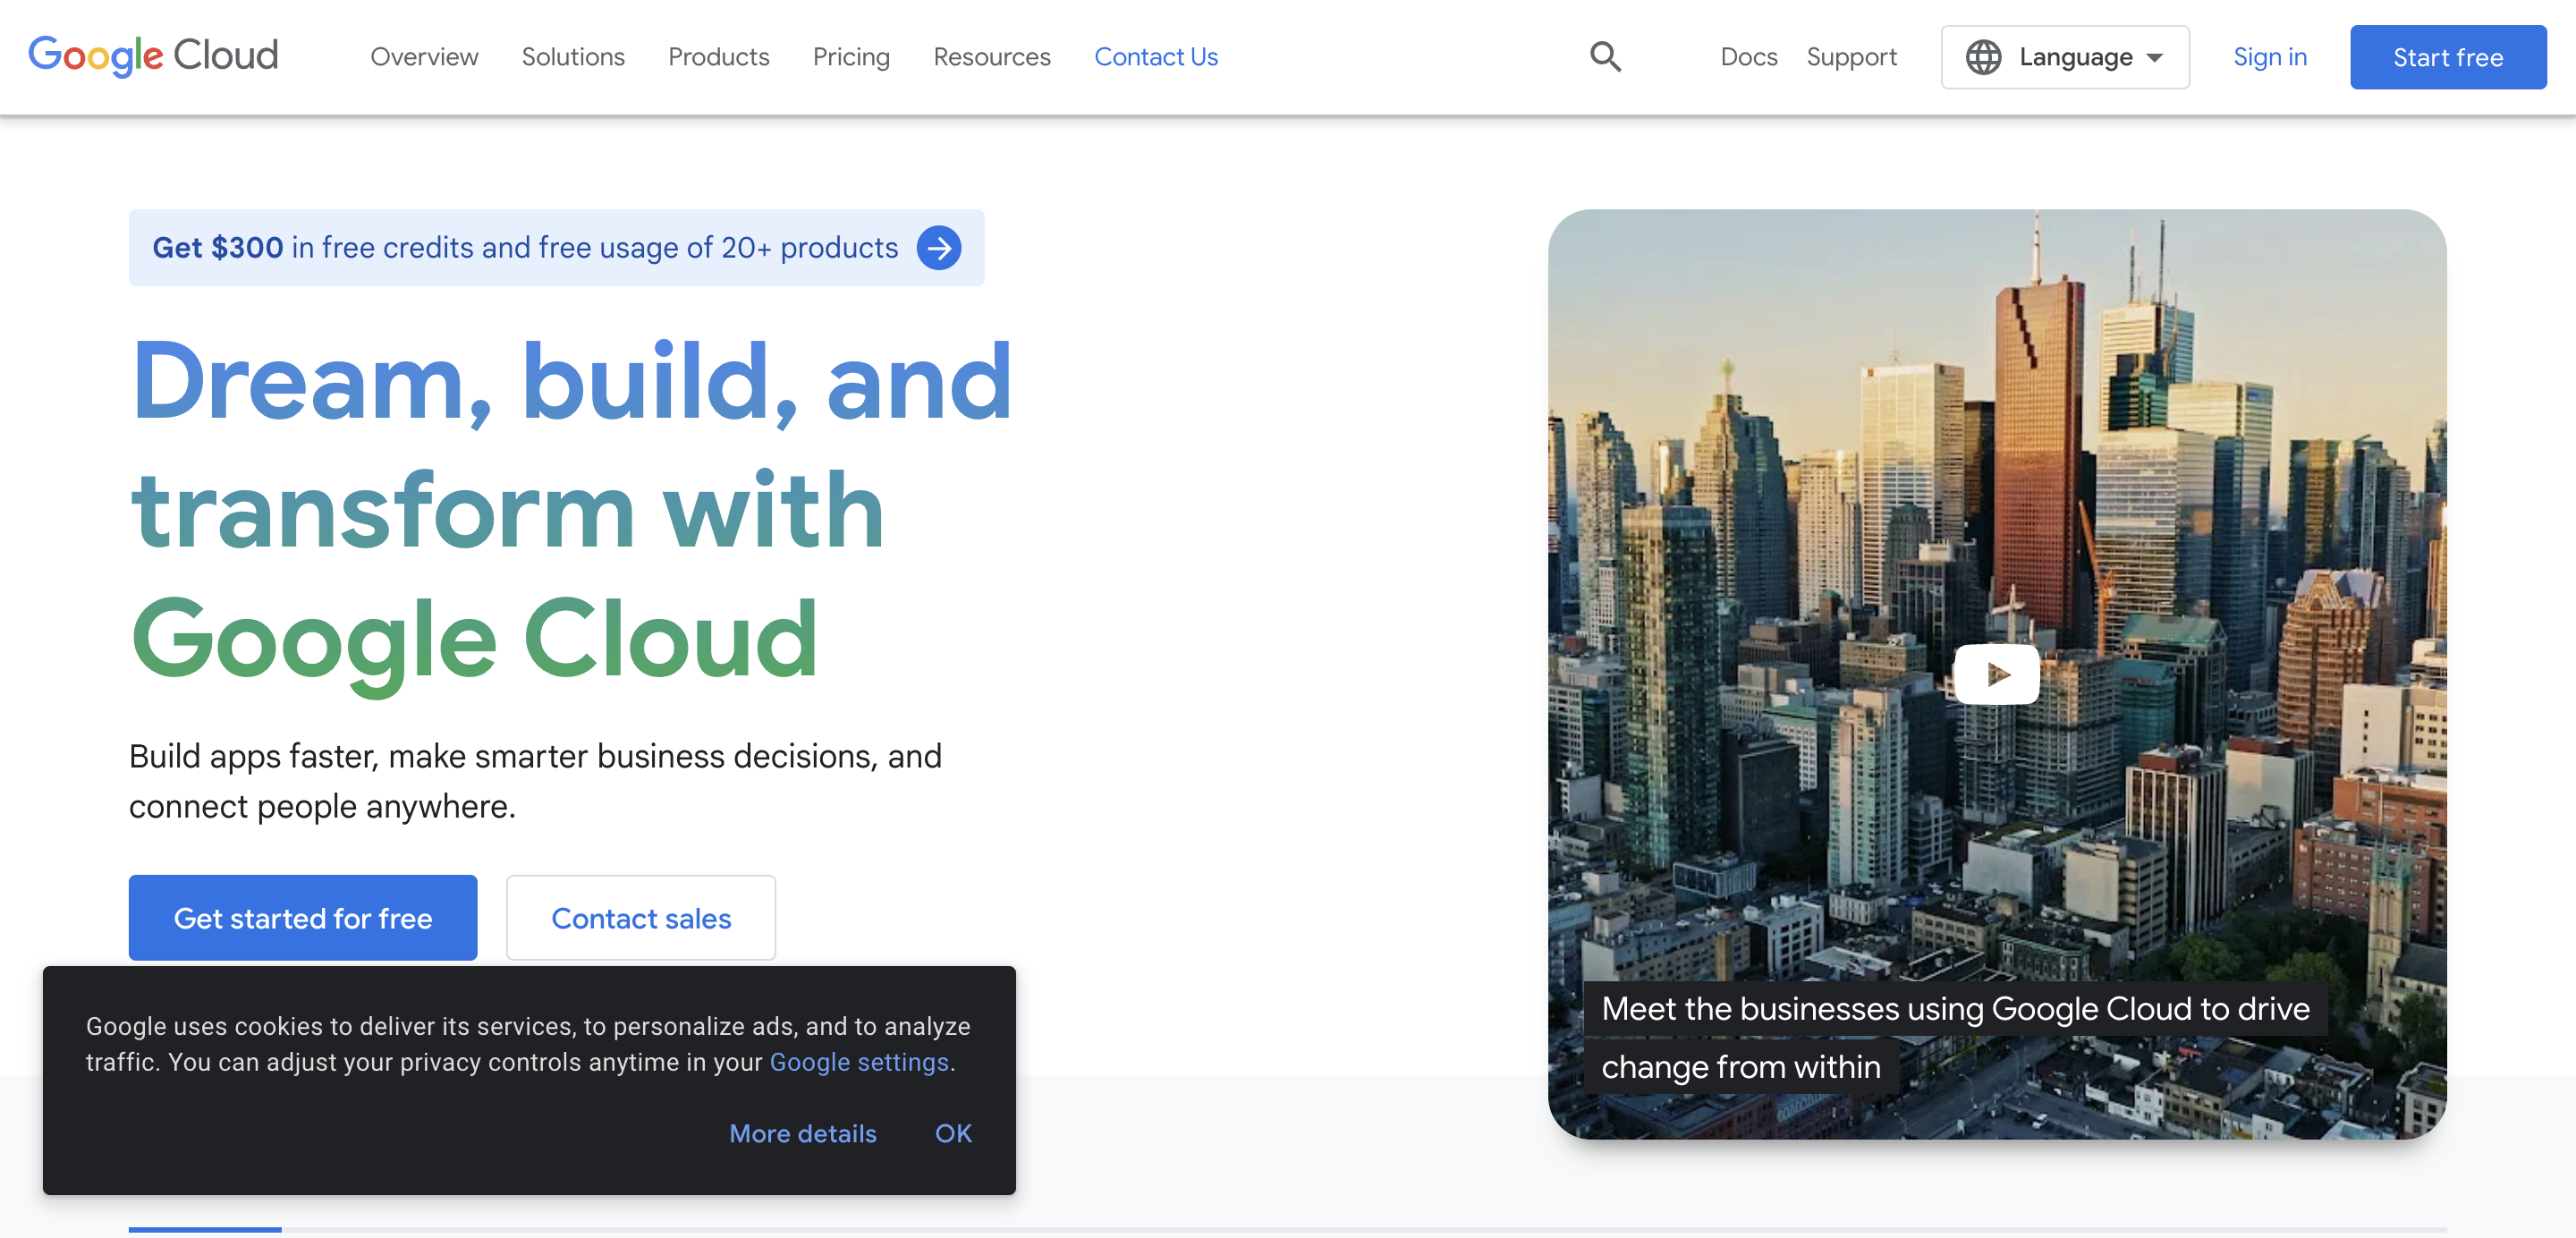 Google Cloud
Overview
Solutions
Products
Pricing
Resources
Contact Us
Docs
Support
Language
Sign in
Start free
Get $300 in free credits and free usage of 20+ products
Dream, build, and
transform with
Google Cloud
Build apps faster, make smarter business decisions, and
connect people anywhere.
Get started for free
Contact sales
Meet the businesses using Google Cloud to drive
change from within
Google uses cookies to deliver its services, to personalize ads, and to analyze
traffic. You can adjust your privacy controls anytime in your Google settings.
More details
OK